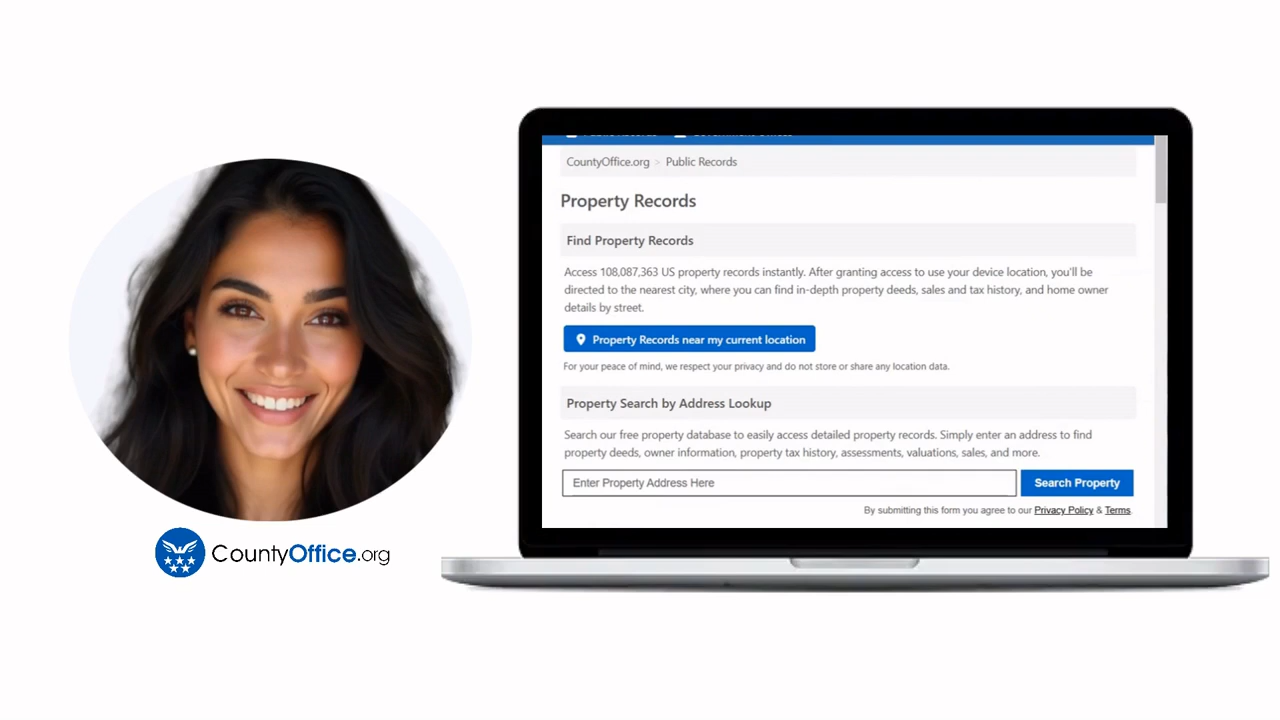 CountyOffice.org > Public Records
Property Records
Find Property Records
Access 108,087,363 US property records instantly. After granting access to use your device location, you'll be
directed to the nearest city, where you can find in-depth property deeds, sales and tax history, and home owner
details by street.
Property Records near my current location
For your peace of mind, we respect your privacy and do not store or share any location data.
Property Search by Address Lookup
Search our free property database to easily access detailed property records. Simply enter an address to find
property deeds, owner information, property tax history, assessments, valuations, sales, and more.
Enter Property Address Here
Search Property
By submitting this form you agree to our Privacy Policy & Terms.
CountyOffice.org